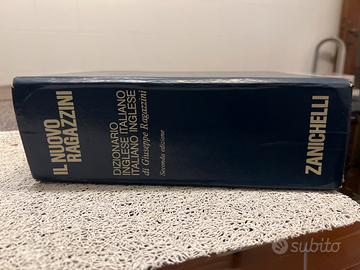 IL NUOVO
RAGAZZINI
DIZIONARIO
INGLESE ITALIANO
ITALIANO INGLESE
di Giuseppe Ragazzini
Seconda edizione
ZANICHELLI
subito